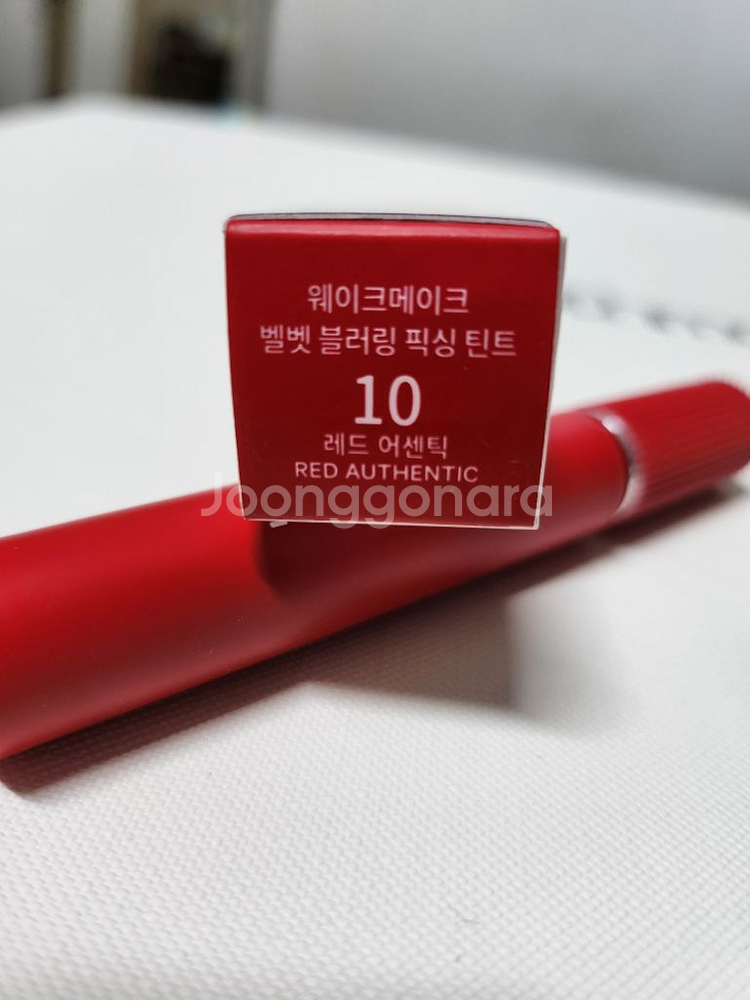 웨이크메이크
벨벳 블러링 픽싱 틴트
10
레드 어센틱
RED AUTHENTIC
Joonggonara